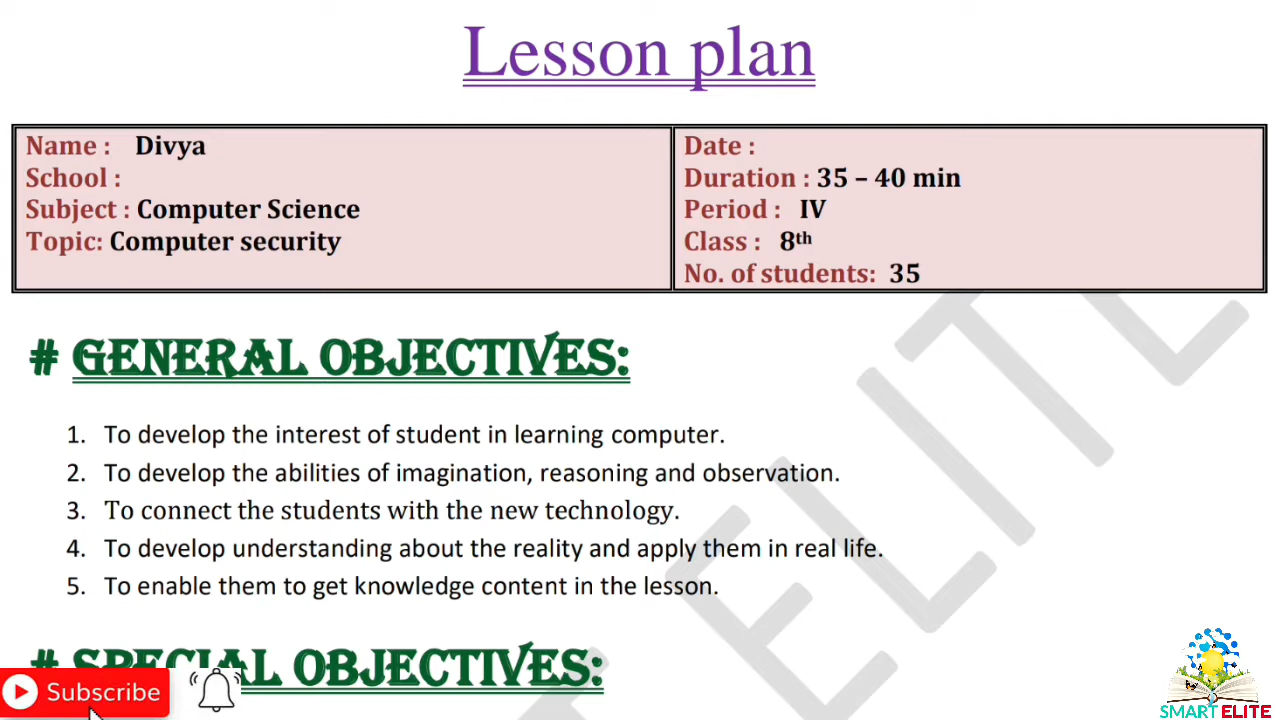 Lesson plan
Name : Divya
School :
Subject : Computer Science
Topic: Computer security
Date :
Duration : 35 – 40 min
Period : IV
Class : 8th
No. of students: 35
# GENERAL OBJECTIVES:
1. To develop the interest of student in learning computer.
2. To develop the abilities of imagination, reasoning and observation.
3. To connect the students with the new technology.
4. To develop understanding about the reality and apply them in real life.
5. To enable them to get knowledge content in the lesson.
# SPECIAL OBJECTIVES:
Subscribe
SMART ELITE
ELITE